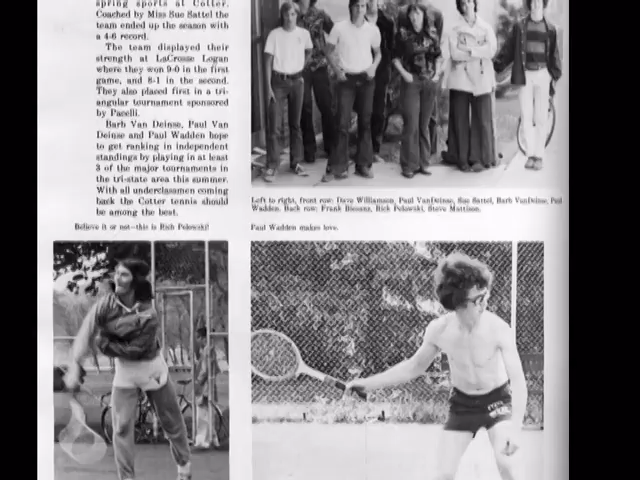 spring sports at Cotter.
Coached by Miss Sue Sattel the
team ended up the season with
a 4-6 record.
The team displayed their
strength at LaCrosse Logan
where they won 9-0 in the first
game, and 8-1 in the second.
They also placed first in a tri-
angular tournament sponsored
by Pacelli.
Barb Van Deinse, Paul Van
Deinse and Paul Wadden hope
to get ranking in independent
standings by playing in at least
3 of the major tournaments in
the tri-state area this summer.
With all underclassmen coming
back the Cotter tennis should
be among the best.
Left to right, front row: Dave Williamson, Paul VanDeinse, Sue Sattel, Barb VanDeinse, Paul
Wadden. Back row: Frank Biesanz, Rich Pelowski, Steve Mattison.
Believe it or not—this is Rich Pelowski!
Paul Wadden makes love.